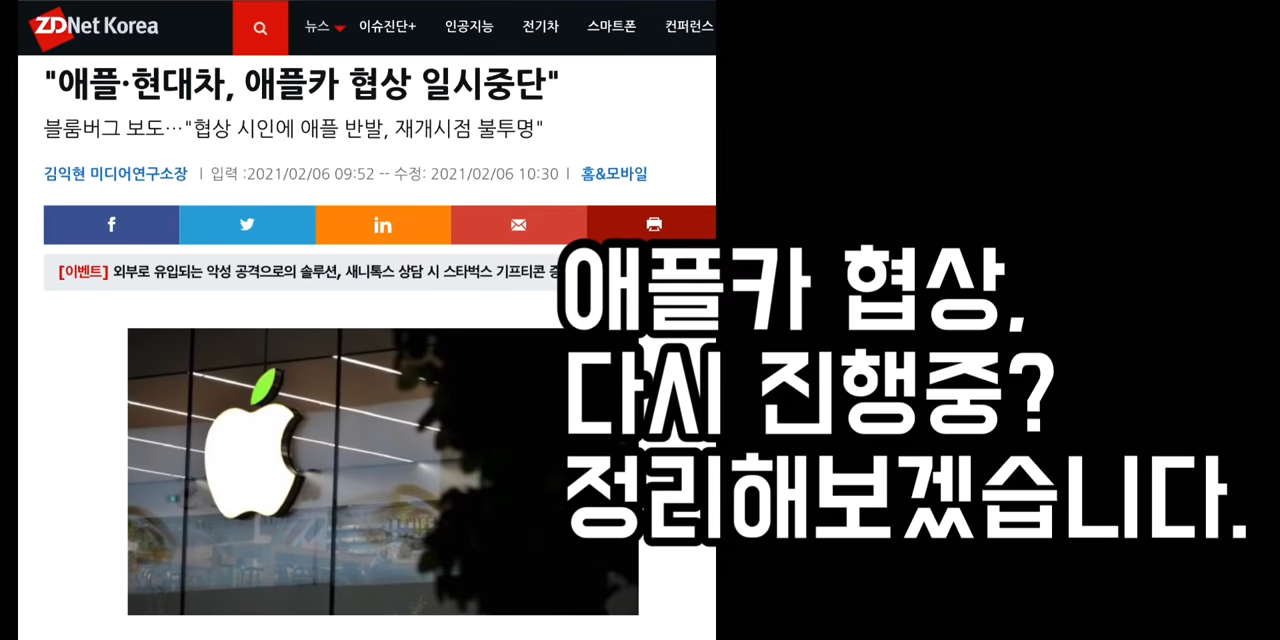 ZDNet Korea
뉴스 이슈진단+ 인공지능 전기차 스마트폰 컨퍼런스
"애플·현대차, 애플카 협상 일시중단"
블룸버그 보도…"협상 시인에 애플 반발, 재개시점 불투명"
김익현 미디어연구소장 | 입력 :2021/02/06 09:52 -- 수정: 2021/02/06 10:30 | 홈&모바일
f in
[이벤트] 외부로 유입되는 악성 공격으로의 솔루션, 새니톡스 상담 시 스타벅스 기프티콘
애플카 협상,
다시 진행중?
정리해보겠습니다.